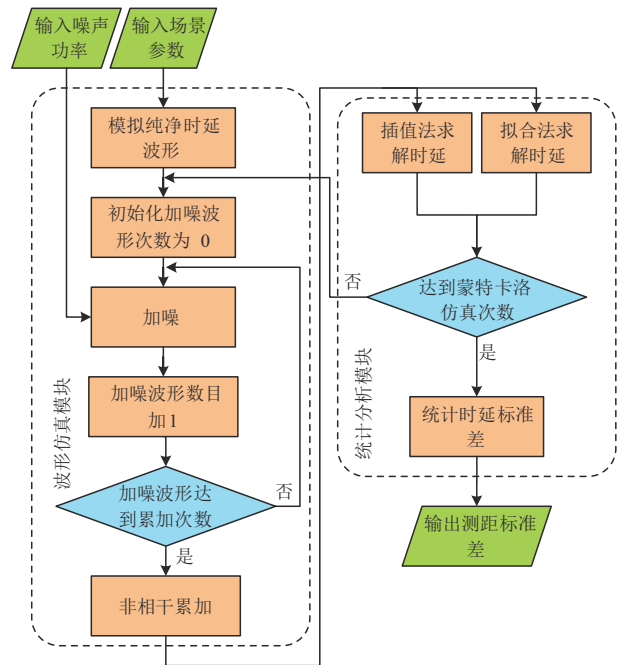 输入噪声
功率
输入场景
参数
模拟纯净时延
波形
初始化加噪波
形次数为 0
加噪
加噪波形数目
加1
加噪波形达
到累加次数
否
是
非相干累加
波形仿真模块
插值法求
解时延
拟合法求
解时延
达到蒙特卡洛
仿真次数
否
是
统计时延标准
差
统计分析模块
输出测距标准
差